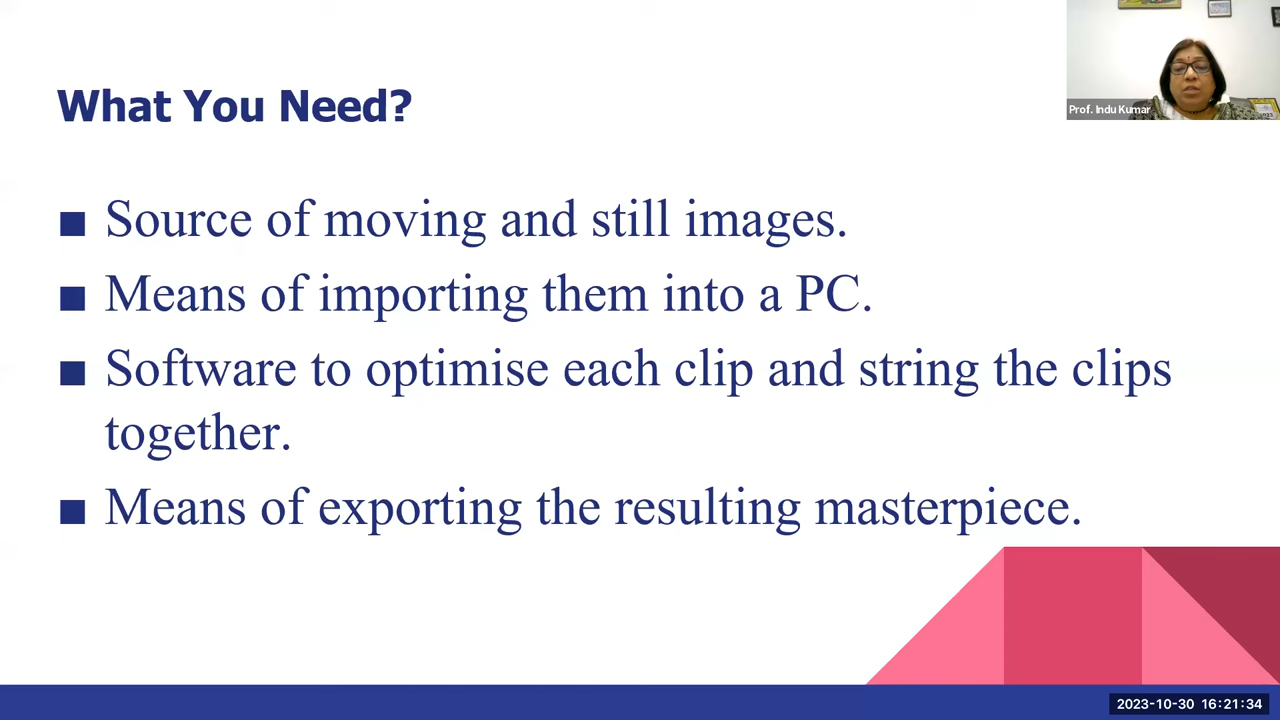 What You Need?
Prof. Indu Kumar
■ Source of moving and still images.
■ Means of importing them into a PC.
■ Software to optimise each clip and string the clips
together.
■ Means of exporting the resulting masterpiece.
2023-10-30 16:21:34